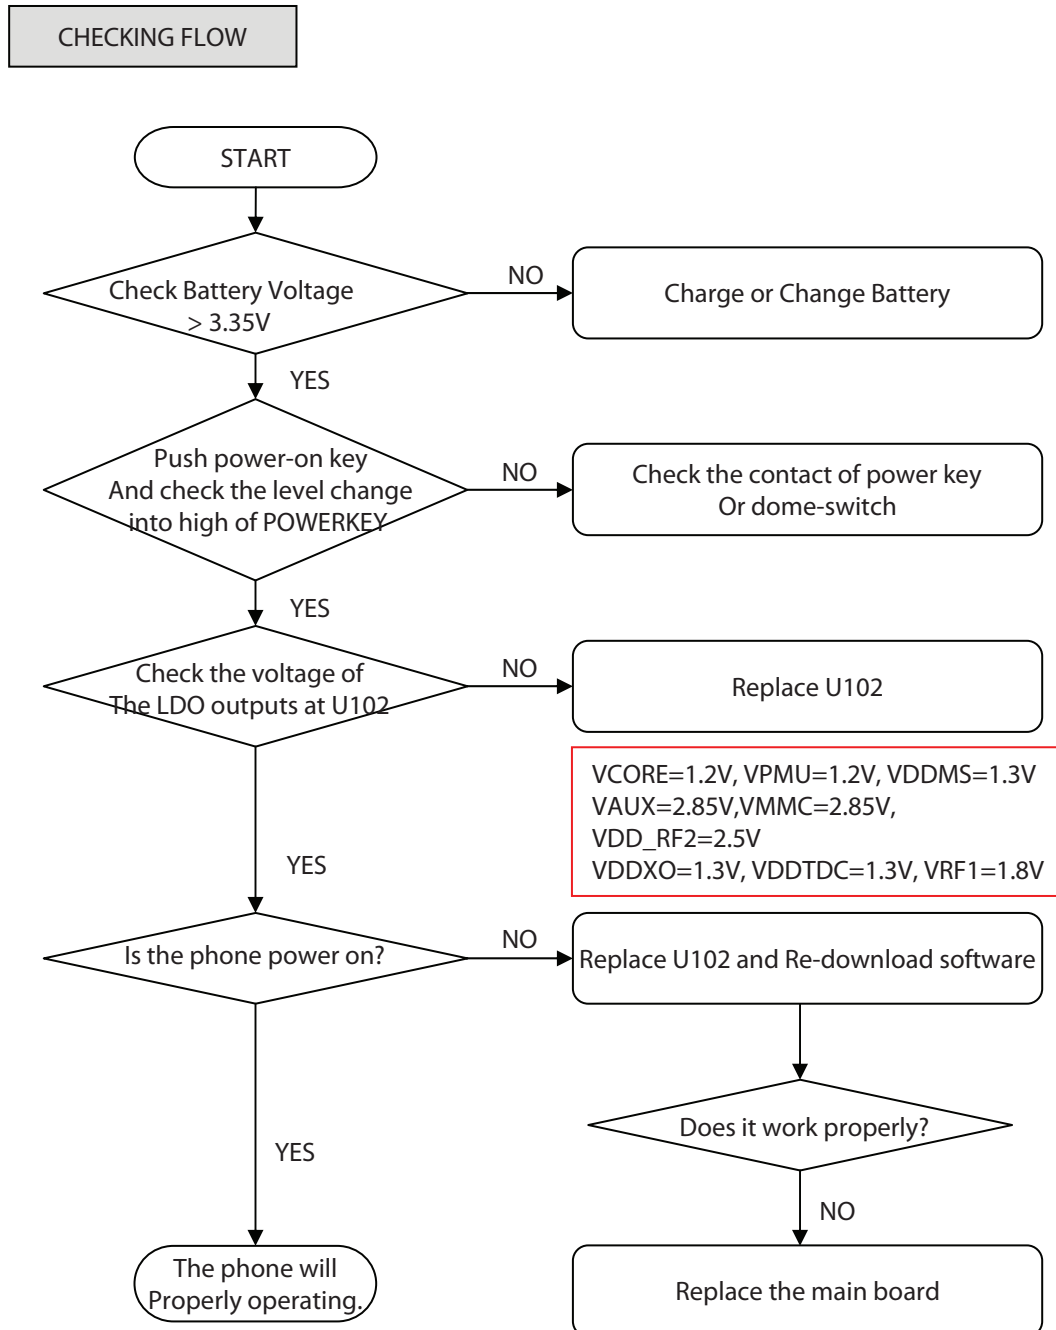 CHECKING FLOW
START
Check Battery Voltage
> 3.35V
NO
Charge or Change Battery
YES
Push power-on key
And check the level change
into high of POWERKEY
NO
Check the contact of power key
Or dome-switch
YES
Check the voltage of
The LDO outputs at U102
NO
Replace U102
VCORE=1.2V, VPMU=1.2V, VDDMS=1.3V
VAUX=2.85V,VMMC=2.85V,
VDD_RF2=2.5V
VDDXO=1.3V, VDDTDC=1.3V, VRF1=1.8V
YES
Is the phone power on?
NO
Replace U102 and Re-download software
Does it work properly?
YES
NO
The phone will
Properly operating.
Replace the main board